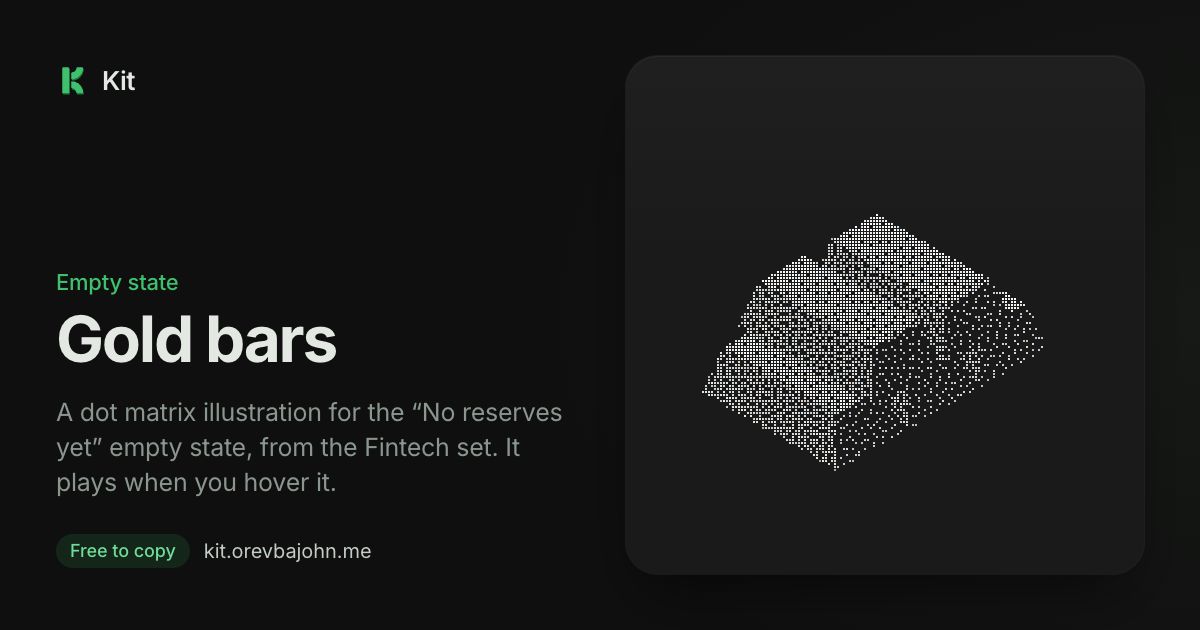 Kit
Empty state
Gold bars
A dot matrix illustration for the “No reserves
yet” empty state, from the Fintech set. It
plays when you hover it.
Free to copy
kit.orevbajohn.me